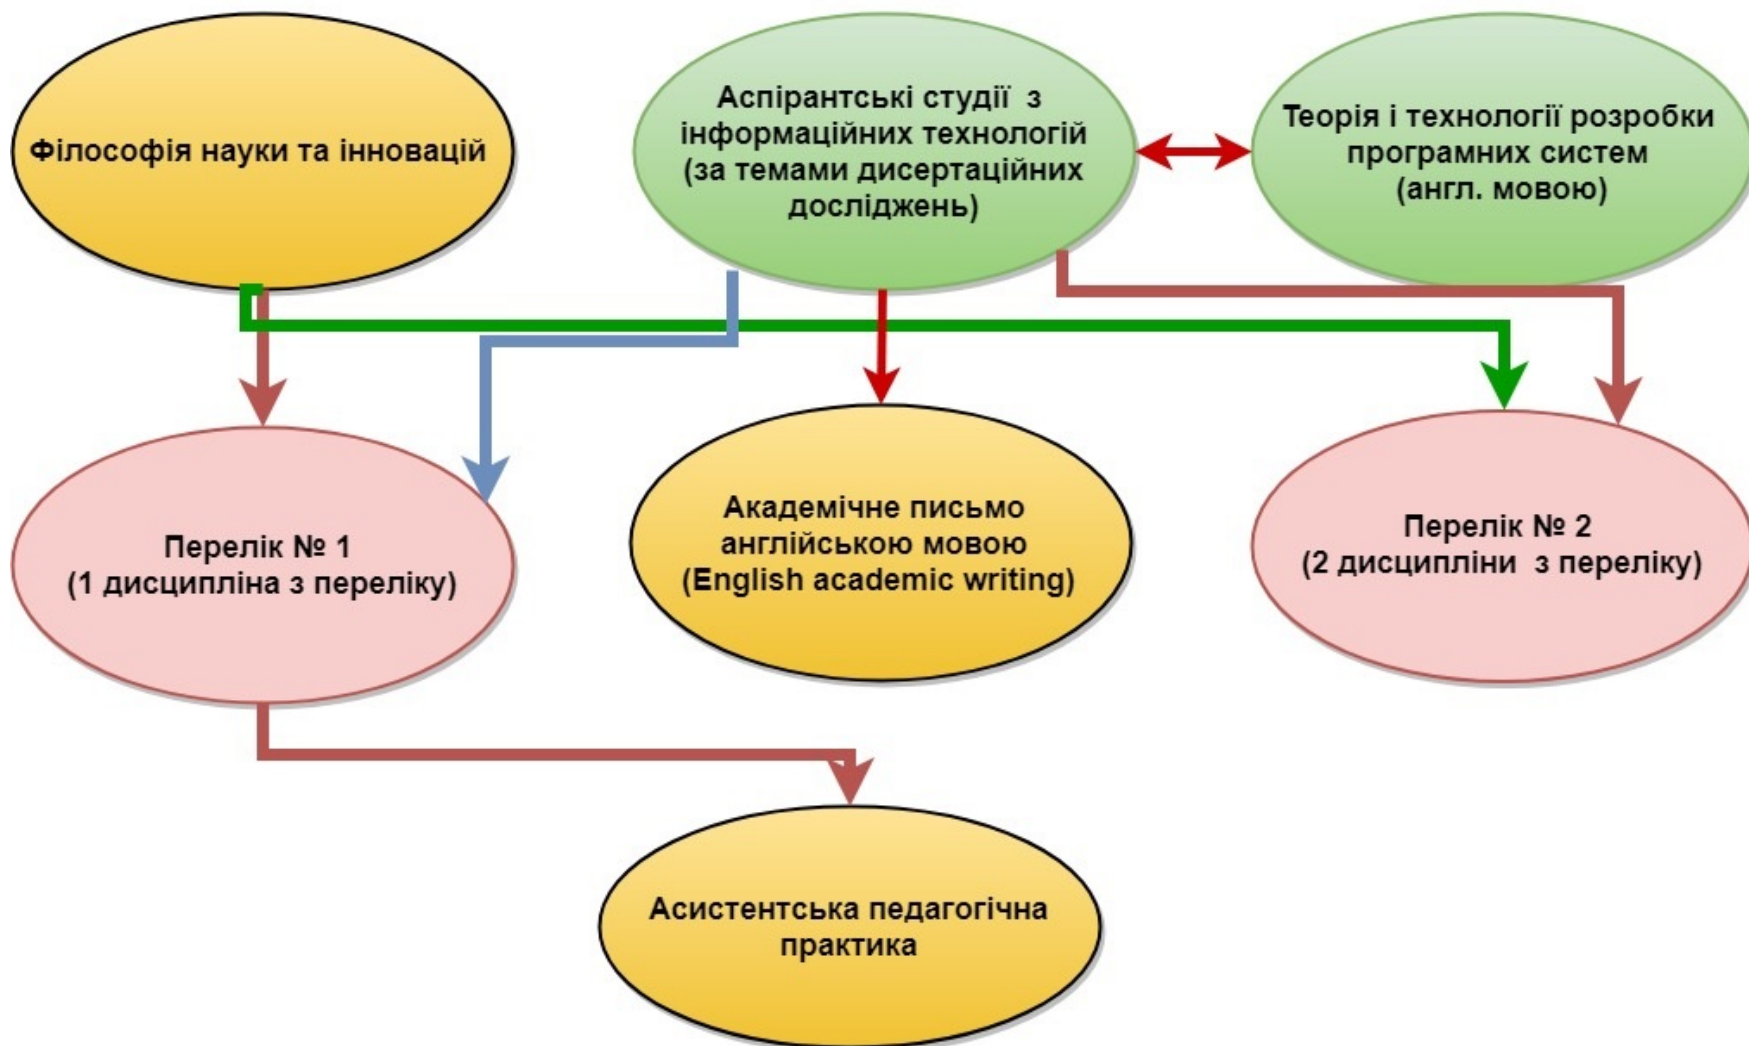 Філософія науки та інновацій
Аспірантські студії з
інформаційних технологій
(за темами дисертаційних
досліджень)
Теорія і технології розробки
програмних систем
(англ. мовою)
Перелік № 1
(1 дисципліна з переліку)
Академічне письмо
англійською мовою
(English academic writing)
Перелік № 2
(2 дисципліни з переліку)
Асистентська педагогічна
практика